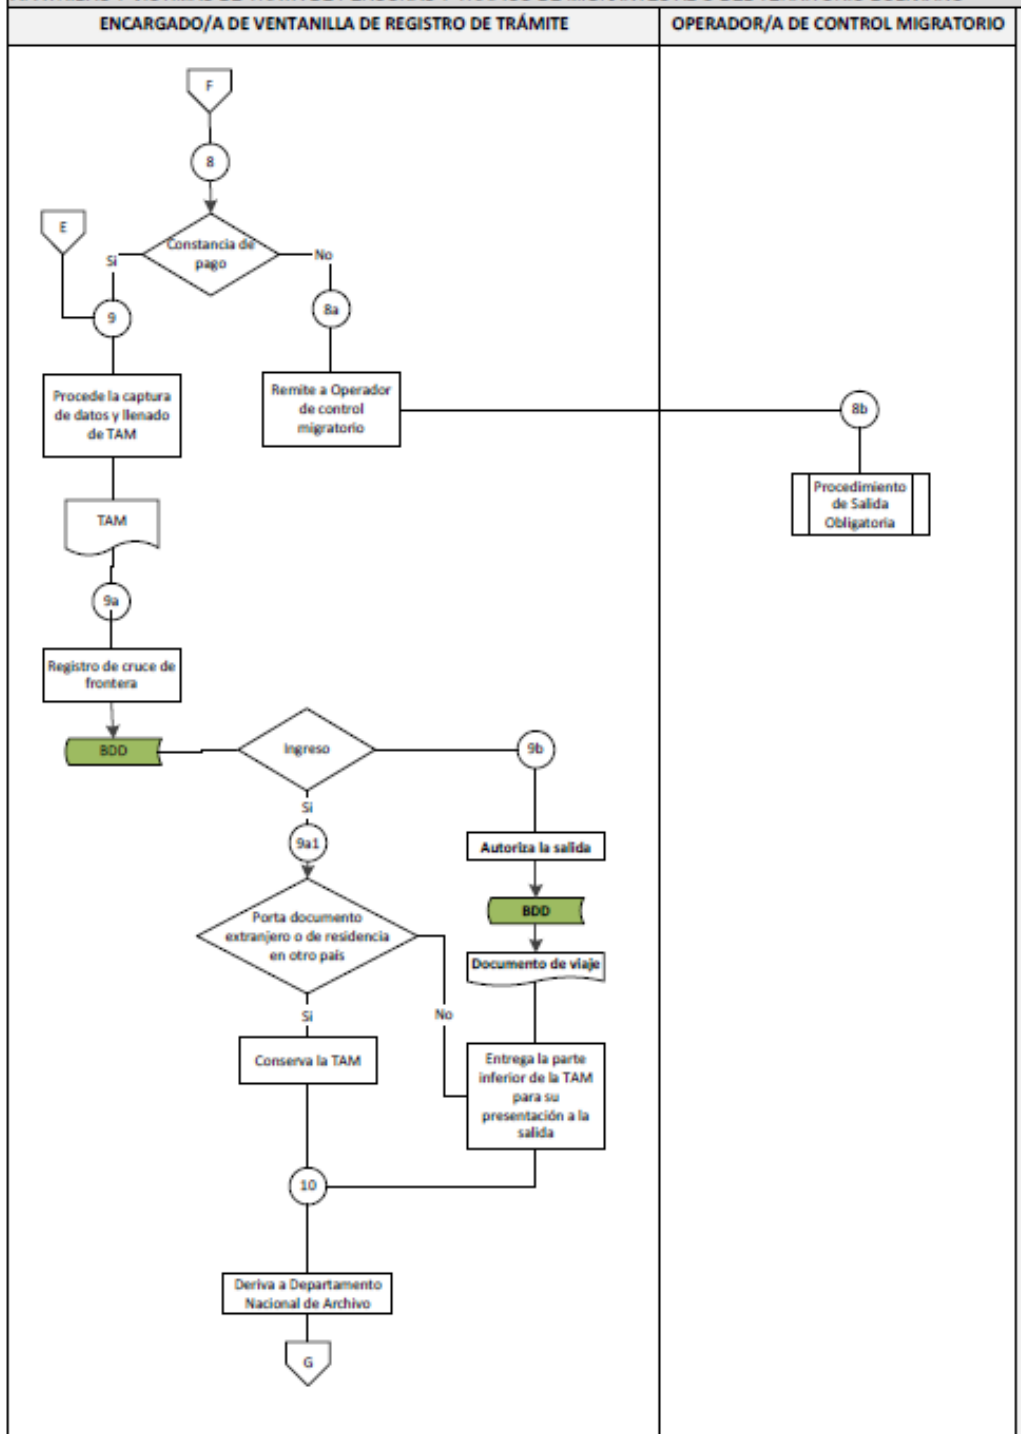 ENCARGADO/A DE VENTANILLA DE REGISTRO DE TRÁMITE
OPERADOR/A DE CONTROL MIGRATORIO
F
8
E
Constancia de
pago
Si
No
9
8a
Procede la captura
de datos y llenado
de TAM
Remite a Operador
de control
migratorio
8b
Procedimiento
de Salida
Obligatoria
TAM
9a
Registro de cruce de
frontera
BDD
Ingreso
9b
Si
9a1
Autoriza la salida
BDD
Porta documento
extranjero o de residencia
en otro país
Documento de viaje
Si
No
Conserva la TAM
Entrega la parte
inferior de la TAM
para su
presentación a la
salida
10
Deriva a Departamento
Nacional de Archivo
G